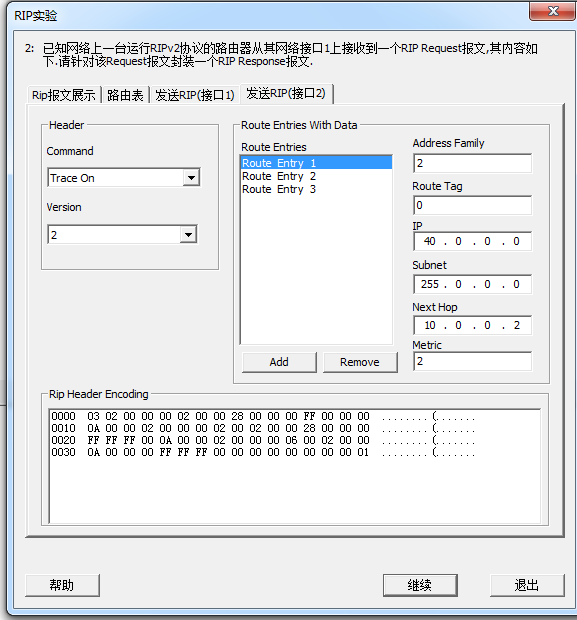 RIP实验
2: 已知网络上一台运行RIPv2协议的路由器从其网络接口1上接收到一个RIP Request报文,其内容如
下.请针对该Request报文封装一个RIP Response报文.
Rip报文展示 路由表 发送RIP(接口1) 发送RIP(接口2)
Header
Command
Trace On
Version
2
Route Entries With Data
Route Entries
Route Entry 1
Route Entry 2
Route Entry 3
Add Remove
Address Family
2
Route Tag
0
IP
40 . 0 . 0 . 0
Subnet
255 . 0 . 0 . 0
Next Hop
10 . 0 . 0 . 2
Metric
2
Rip Header Encoding
0000 03 02 00 00 00 02 00 00 28 00 00 00 FF 00 00 00 ........(.......
0010 0A 00 00 02 00 00 00 02 00 02 00 00 28 00 00 00 ........(.......
0020 FF FF FF 00 0A 00 00 02 00 00 00 06 00 02 00 00 ........(.......
0030 0A 00 00 00 FF FF FF 00 00 00 00 00 00 00 00 01 ........(.......
帮助 继续 退出